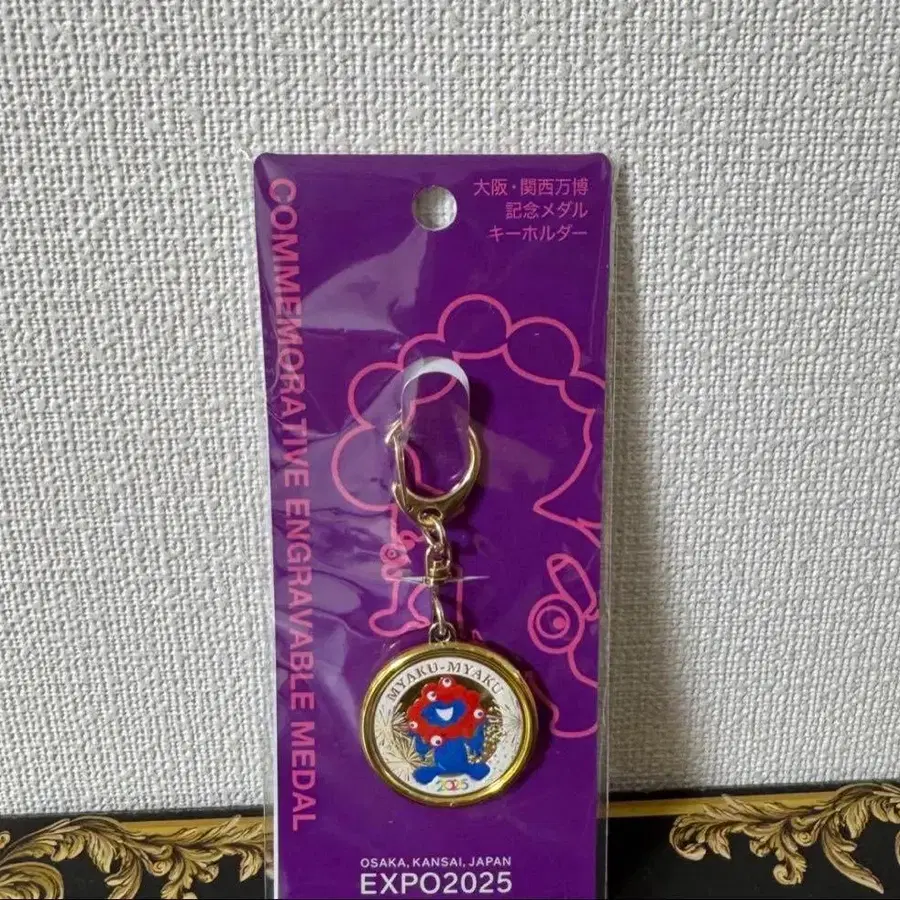 大阪・関西万博
記念メダル
キーホルダー
COMMEMORATIVE ENGRAVABLE MEDAL
MYAKU-MYAKU
2025
OSAKA, KANSAI, JAPAN
EXPO2025